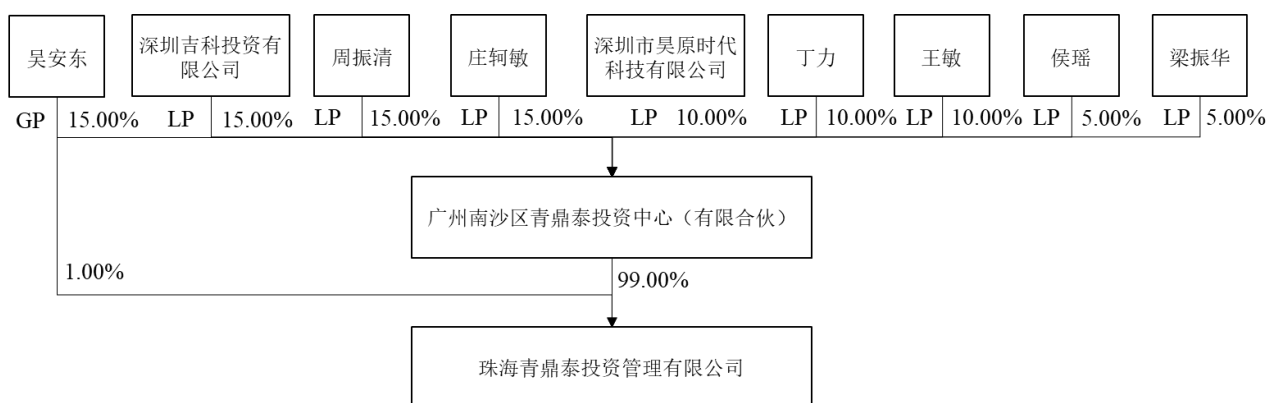 吴安东
深圳吉科投资有
限公司
周振清
庄轲敏
深圳市昊原时代
科技有限公司
丁力
王敏
侯瑶
梁振华
GP 15.00%
LP 15.00%
LP 15.00%
LP 15.00%
LP 10.00%
LP 10.00%
LP 10.00%
LP 5.00%
LP 5.00%
广州南沙区青鼎泰投资中心（有限合伙）
1.00%
99.00%
珠海青鼎泰投资管理有限公司